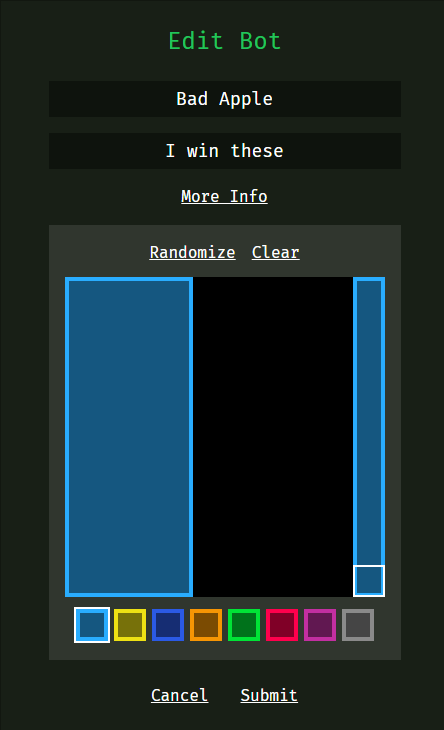 Edit Bot
Bad Apple
I win these
More Info
Randomize Clear
Cancel Submit